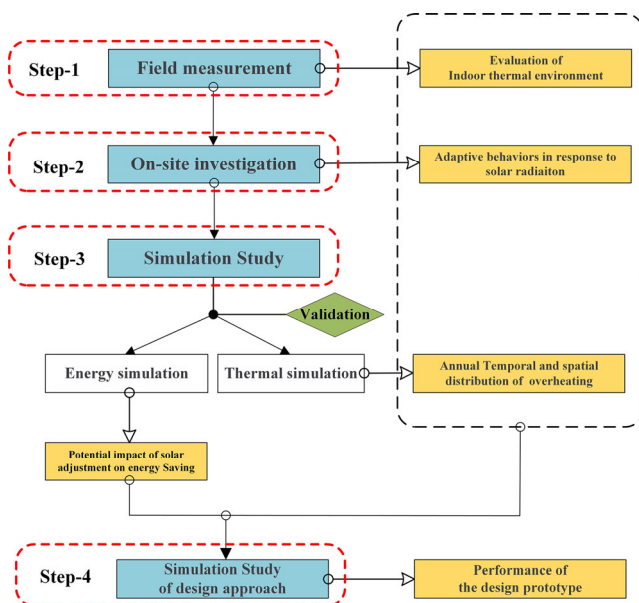 Step-1
Field measurement
Evaluation of
Indoor thermal environment
Step-2
On-site investigation
Adaptive behaviors in response to
solar radiaiton
Step-3
Simulation Study
Validation
Energy simulation
Thermal simulation
Annual Temporal and spatial
distribution of overheating
Potential impact of solar
adjustment on energy Saving
Step-4
Simulation Study
of design approach
Performance of
the design prototype